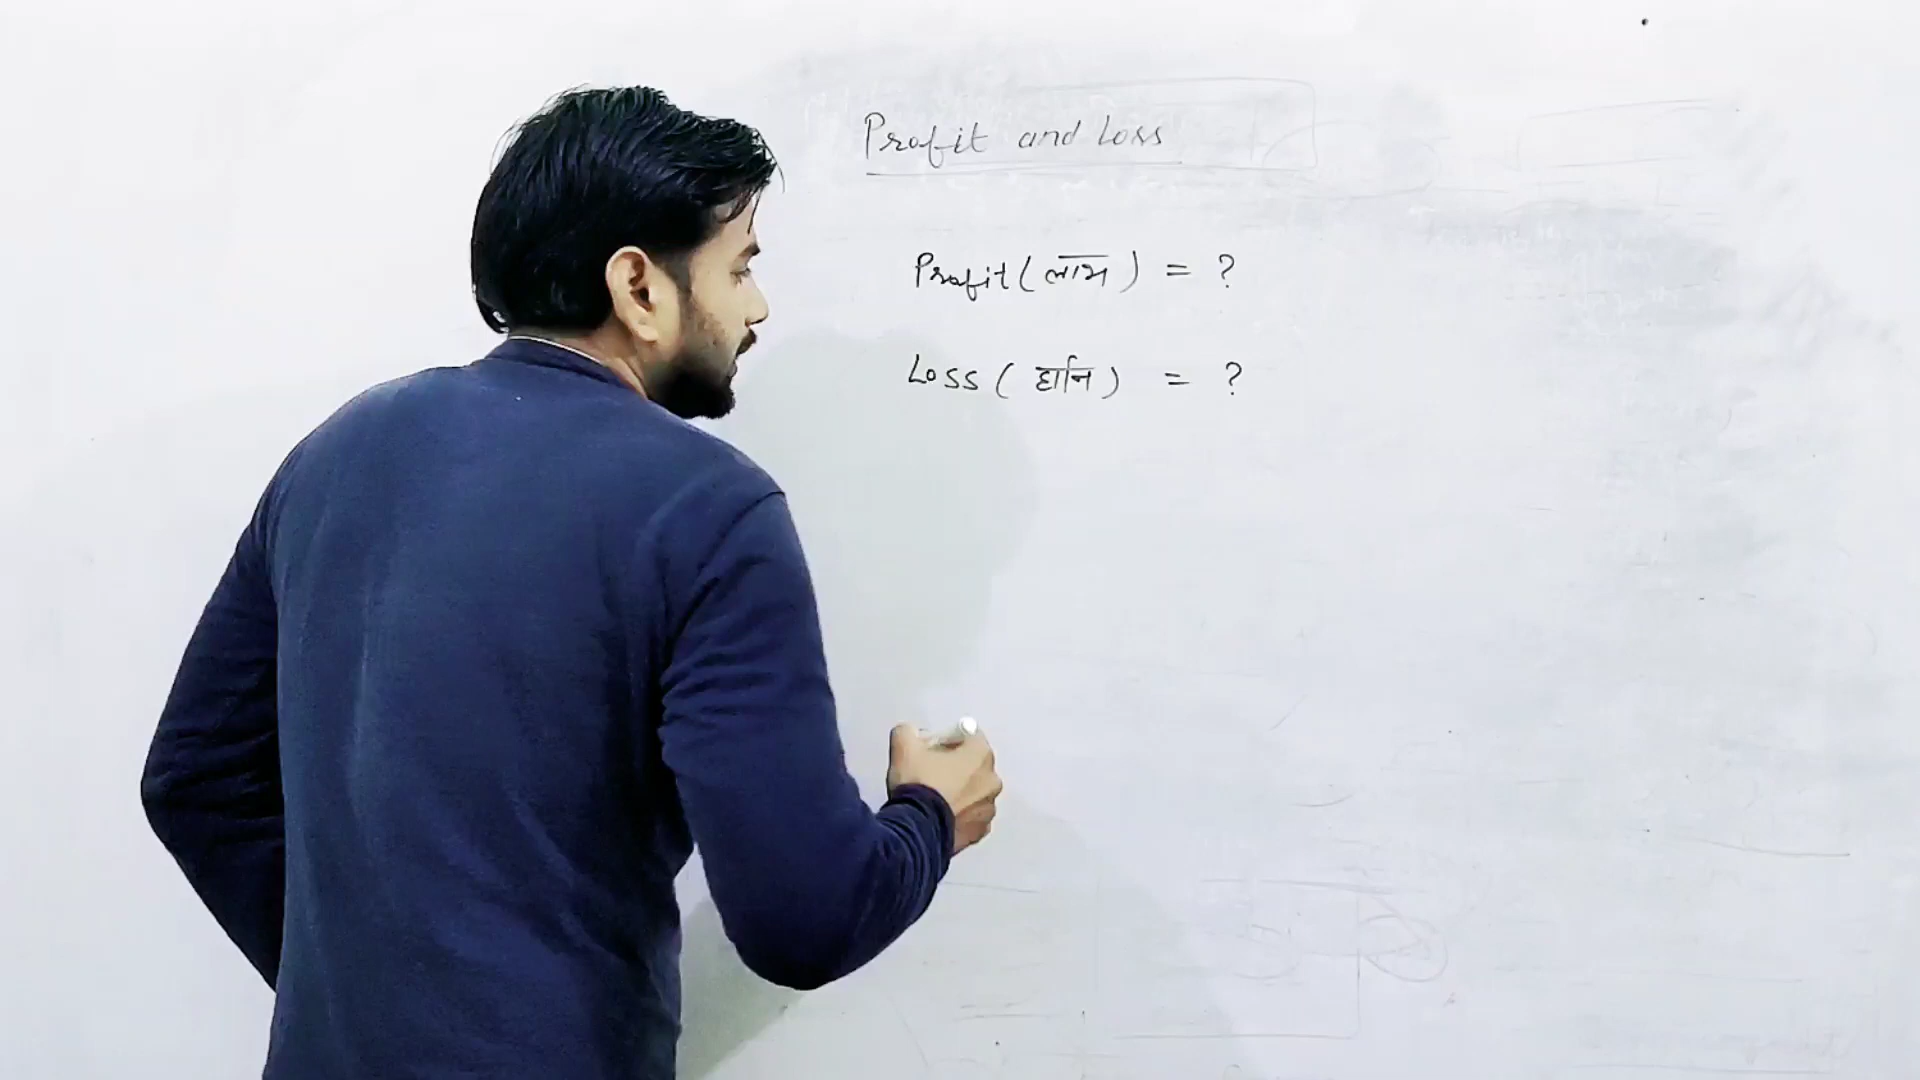 Profit and Loss
Profit (लाभ) = ?
Loss (हानि) = ?